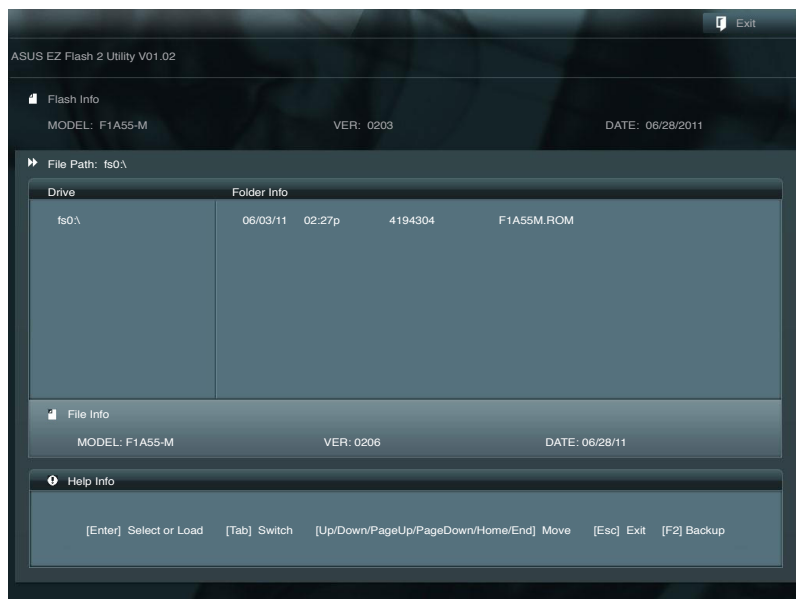 Exit
ASUS EZ Flash 2 Utility V01.02
Flash Info
MODEL: F1A55-M VER: 0203 DATE: 06/28/2011
File Path: fs0:\
Drive Folder Info
fs0:\ 06/03/11 02:27p 4194304 F1A55M.ROM
File Info
MODEL: F1A55-M VER: 0206 DATE: 06/28/11
Help Info
[Enter] Select or Load [Tab] Switch [Up/Down/PageUp/PageDown/Home/End] Move [Esc] Exit [F2] Backup